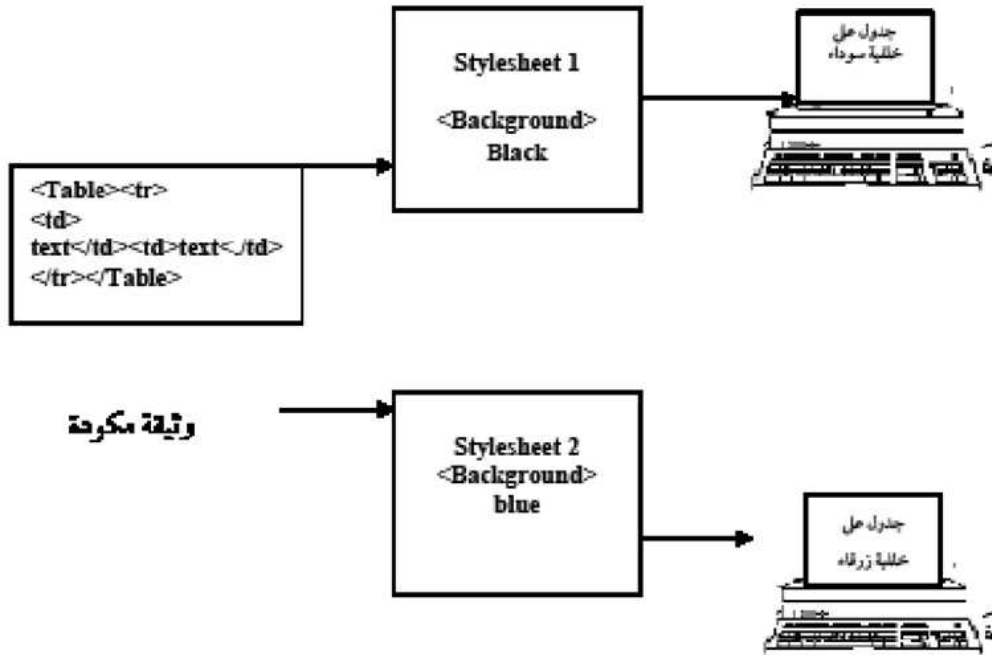 Stylesheet 1
<Background>
Black
جدول على
خلفية سوداء
<Table><tr>
<td>
text</td><td>text<./td>
</tr></Table>
وثيقة مكودة
Stylesheet 2
<Background>
blue
جدول على
خلفية زرقاء